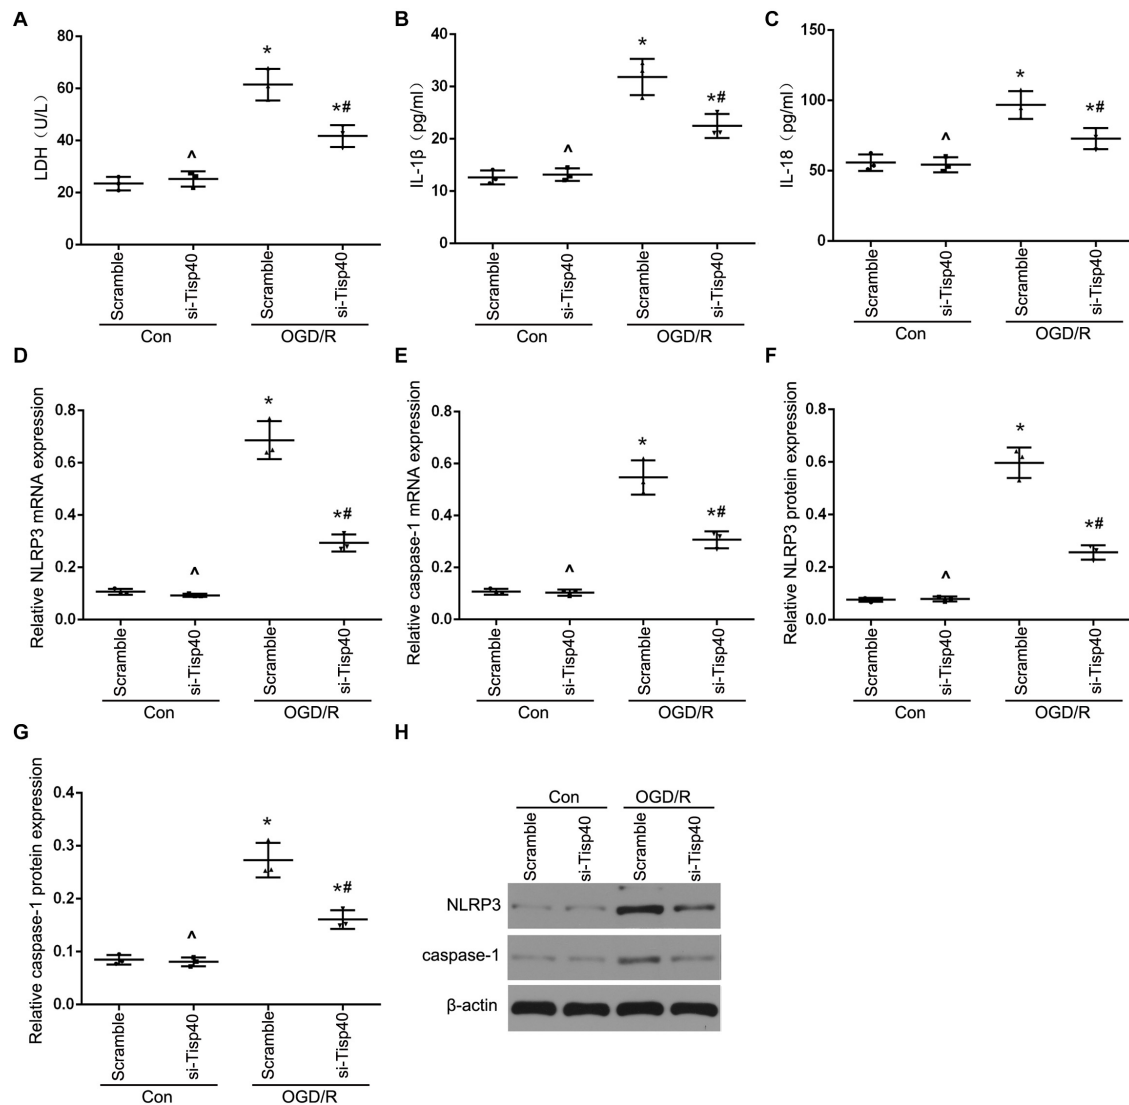 A
LDH（U/L）
80
60
40
20
0
*
^
*#
Scramble
si-Tisp40
Scramble
si-Tisp40
Con
OGD/R
B
IL-1β（pg/ml）
40
30
20
10
0
*
^
*#
Scramble
si-Tisp40
Scramble
si-Tisp40
Con
OGD/R
C
IL-18（pg/ml）
150
100
50
0
*
^
*#
Scramble
si-Tisp40
Scramble
si-Tisp40
Con
OGD/R
D
Relative NLRP3 mRNA expression
0.8
0.6
0.4
0.2
0.0
*
^
*#
Scramble
si-Tisp40
Scramble
si-Tisp40
Con
OGD/R
E
Relative caspase-1 mRNA expression
0.8
0.6
0.4
0.2
0.0
*
^
*#
Scramble
si-Tisp40
Scramble
si-Tisp40
Con
OGD/R
F
Relative NLRP3 protein expression
0.8
0.6
0.4
0.2
0.0
*
^
*#
Scramble
si-Tisp40
Scramble
si-Tisp40
Con
OGD/R
G
Relative caspase-1 protein expression
0.4
0.3
0.2
0.1
0.0
*
^
*#
Scramble
si-Tisp40
Scramble
si-Tisp40
Con
OGD/R
H
Con
OGD/R
Scramble
si-Tisp40
Scramble
si-Tisp40
NLRP3
caspase-1
β-actin